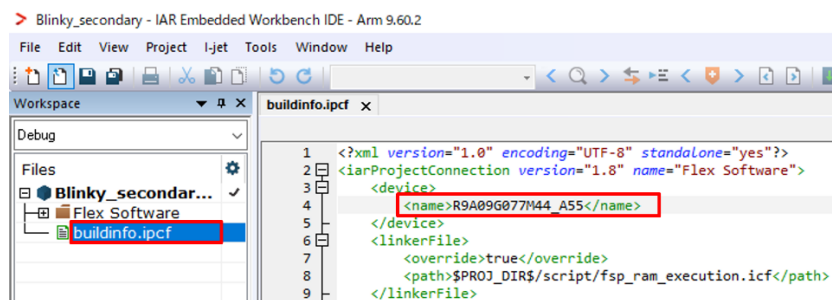 Blinky_secondary - IAR Embedded Workbench IDE - Arm 9.60.2
File Edit View Project I-jet Tools Window Help
Workspace
Debug
Files
Blinky_secondar...
Flex Software
buildinfo.ipcf
buildinfo.ipcf
1 <?xml version="1.0" encoding="UTF-8" standalone="yes"?>
2 <iarProjectConnection version="1.8" name="Flex Software">
3 <device>
4 <name>R9A09G077M44_A55</name>
5 </device>
6 <linkerFile>
7 <override>true</override>
8 <path>$PROJ_DIR$/script/fsp_ram_execution.icf</path>
9 </linkerFile>